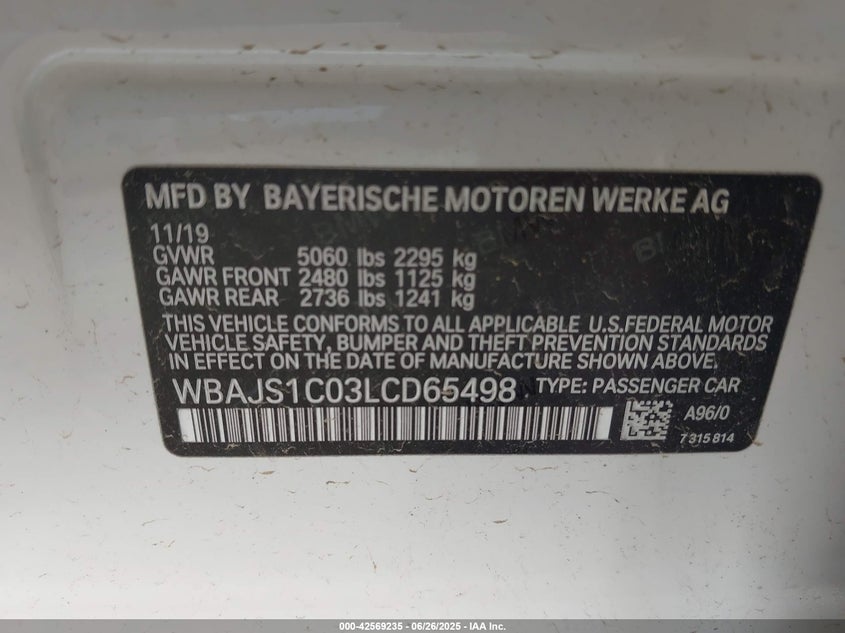 MFD BY BAYERISCHE MOTOREN WERKE AG
11/19
GVWR 5060 lbs 2295 kg
GAWR FRONT 2480 lbs 1125 kg
GAWR REAR 2736 lbs 1241 kg
THIS VEHICLE CONFORMS TO ALL APPLICABLE U.S.FEDERAL MOTOR
VEHICLE SAFETY, BUMPER AND THEFT PREVENTION STANDARDS
IN EFFECT ON THE DATE OF MANUFACTURE SHOWN ABOVE.
WBAJS1C03LCD65498 TYPE: PASSENGER CAR
A96/0
7 315 814
000-42569235 - 06/26/2025 - IAA Inc.